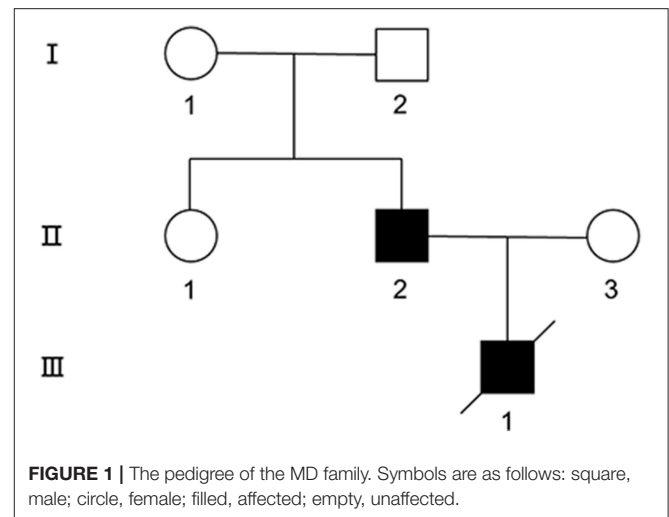 I
1 2
II
1 2 3
III
1
FIGURE 1 | The pedigree of the MD family. Symbols are as follows: square,
male; circle, female; filled, affected; empty, unaffected.